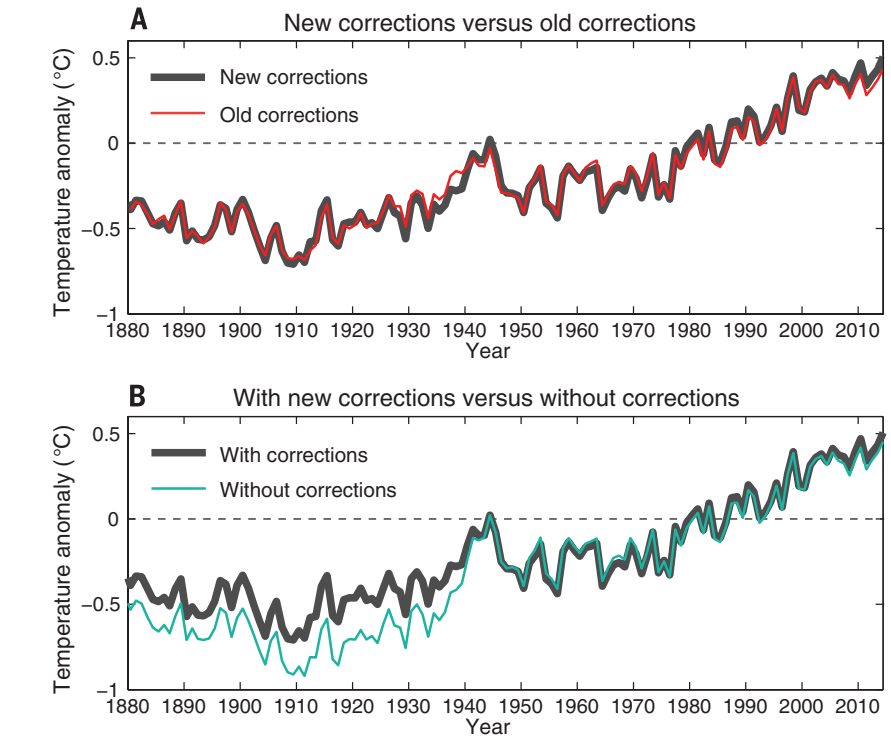 A New corrections versus old corrections
Temperature anomaly (°C)
0.5
0
−0.5
−1
New corrections
Old corrections
1880 1890 1900 1910 1920 1930 1940 1950 1960 1970 1980 1990 2000 2010
Year
B With new corrections versus without corrections
Temperature anomaly (°C)
0.5
0
−0.5
−1
With corrections
Without corrections
1880 1890 1900 1910 1920 1930 1940 1950 1960 1970 1980 1990 2000 2010
Year